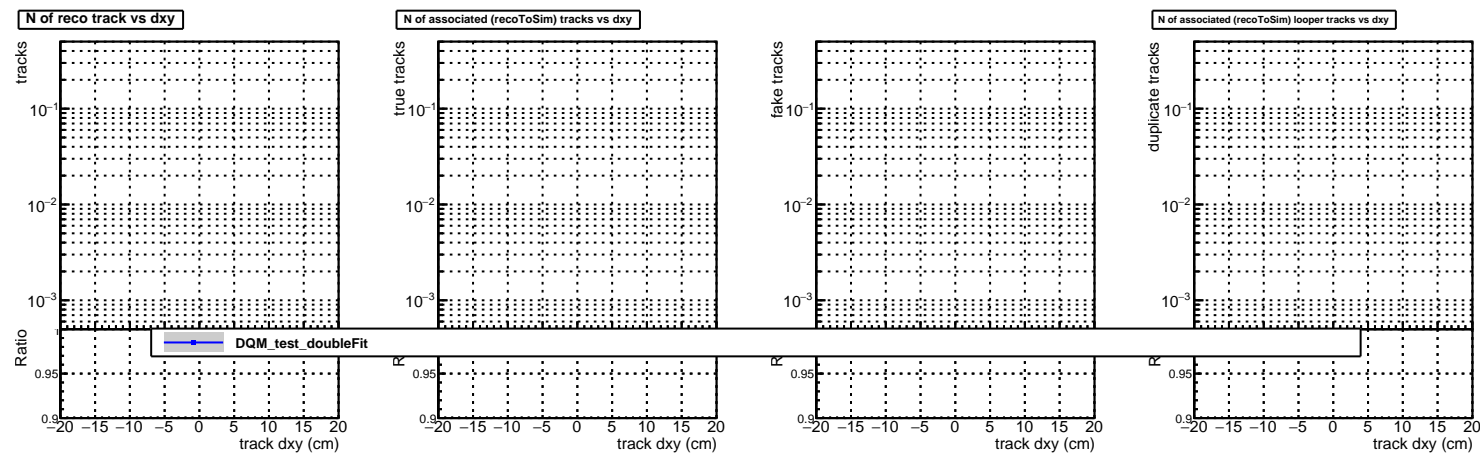 N of reco track vs dxy
N of associated (recoToSim) tracks vs dxy
N of associated (recoToSim) looper tracks vs dxy
tracks
10⁻¹
10⁻²
10⁻³
true tracks
10⁻¹
10⁻²
10⁻³
fake tracks
10⁻¹
10⁻²
10⁻³
duplicate tracks
10⁻¹
10⁻²
10⁻³
DQM_test_doubleFit
Ratio
0.95
0.9
−20 −15 −10 −5 0 5 10 15 20
track dxy (cm)
0.95
0.9
−20 −15 −10 −5 0 5 10 15 20
track dxy (cm)
0.95
0.9
−20 −15 −10 −5 0 5 10 15 20
track dxy (cm)
0.95
0.9
−20 −15 −10 −5 0 5 10 15 20
track dxy (cm)